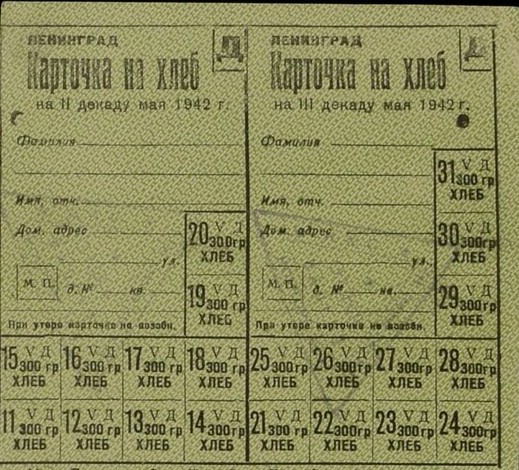 ЛЕНИНГРАД
Д
Карточка на хлеб
на II декаду мая 1942 г.
Фамилия
Имя, отч.
Дом. адрес
ул.
М. П.
д. № кв.
При утере карточка не возобн.
20 V Д
300гр
ХЛЕБ
19 V Д
300 гр
ХЛЕБ
15 V Д 16 V Д 17 V Д 18 V Д
300 гр 300 гр 300 гр 300 гр
ХЛЕБ ХЛЕБ ХЛЕБ ХЛЕБ
11 V Д 12 V Д 13 V Д 14 V Д
300 гр 300 гр 300 гр 300 гр
ХЛЕБ ХЛЕБ ХЛЕБ ХЛЕБ
ЛЕНИНГРАД
Д
Карточка на хлеб
на III декаду мая 1942 г.
Фамилия
Имя, отч.
Дом. адрес
ул.
М. П.
д. № кв.
При утере карточка не возобн.
31 V Д
300 гр
ХЛЕБ
30 V Д
300гр
ХЛЕБ
29 V Д
300гр
ХЛЕБ
25 V Д 26 V Д 27 V Д 28 V Д
300 гр 300 гр 300 гр 300 гр
ХЛЕБ ХЛЕБ ХЛЕБ ХЛЕБ
21 V Д 22 V Д 23 V Д 24 V Д
300 гр 300 гр 300 гр 300 гр
ХЛЕБ ХЛЕБ ХЛЕБ ХЛЕБ